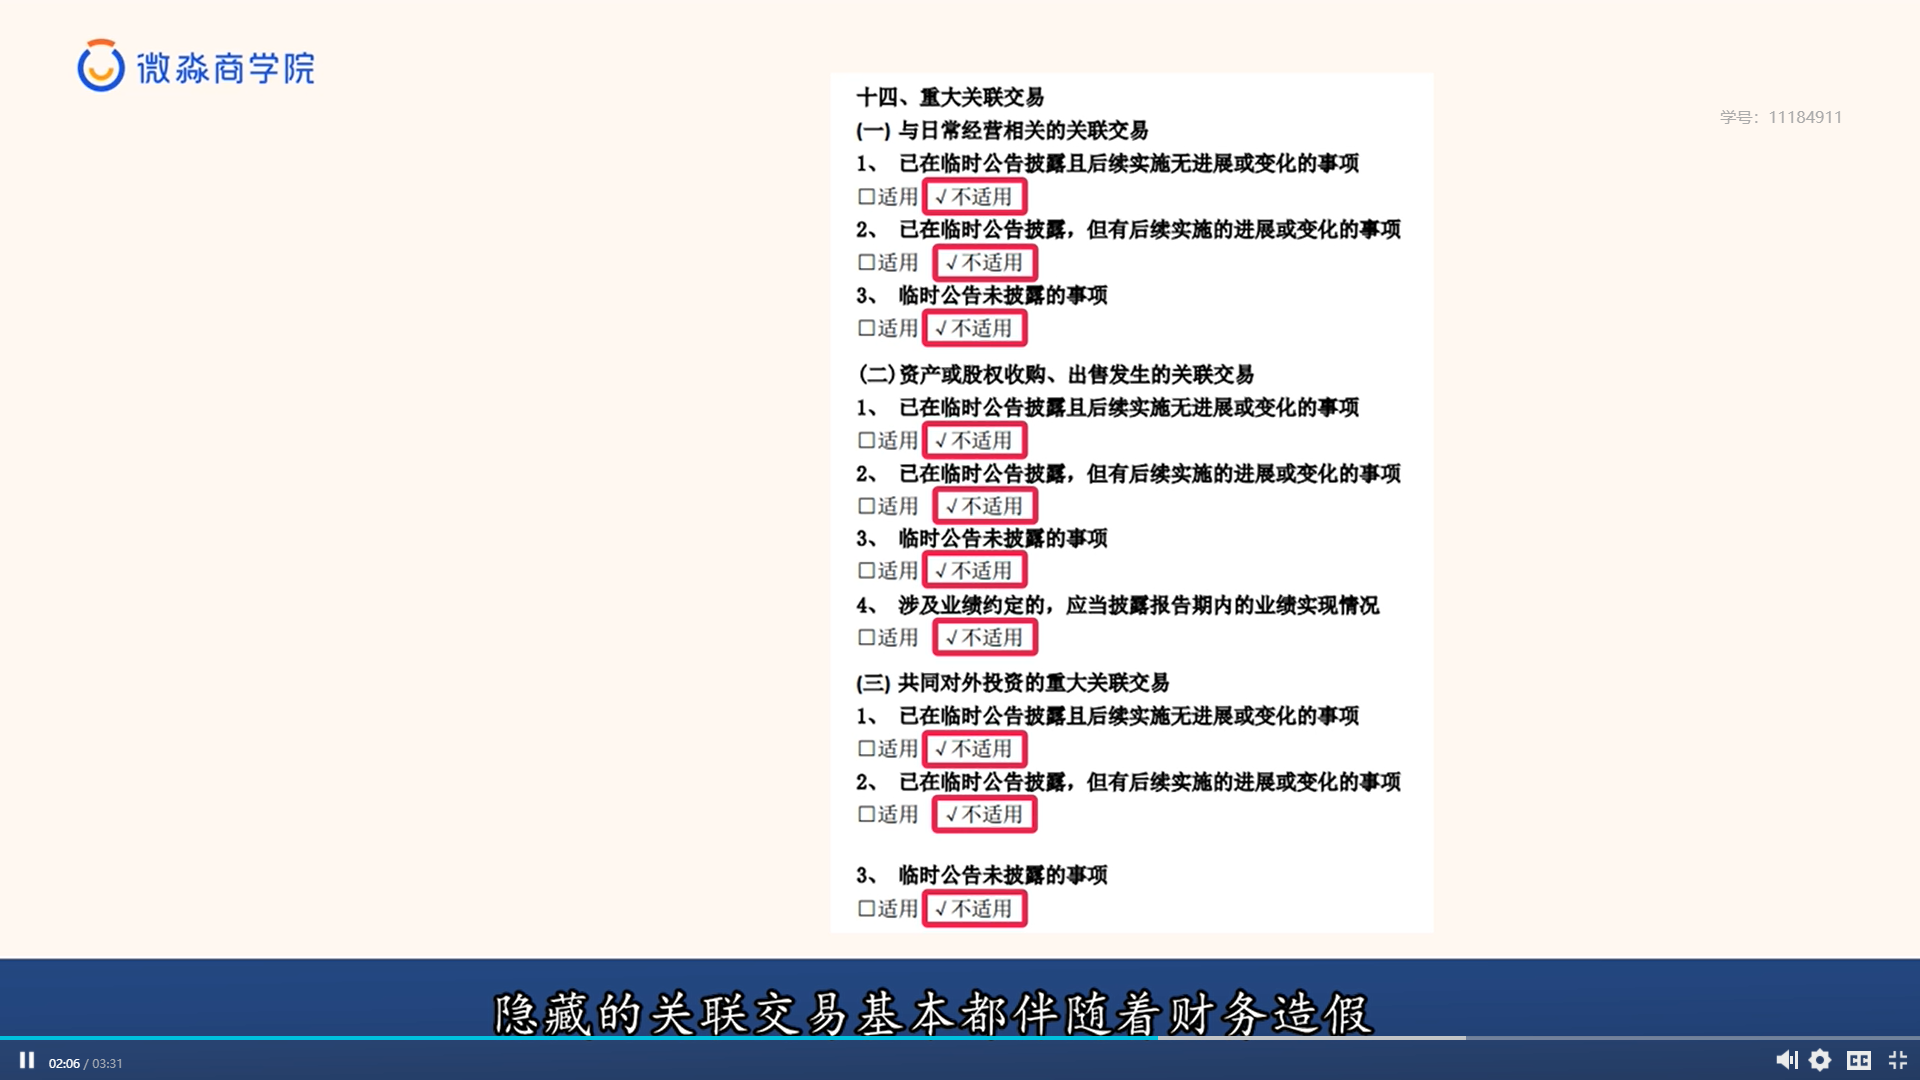 微淼商学院
学号：11184911
十四、重大关联交易
(一) 与日常经营相关的关联交易
1、 已在临时公告披露且后续实施无进展或变化的事项
□适用 √不适用
2、 已在临时公告披露，但有后续实施的进展或变化的事项
□适用 √不适用
3、 临时公告未披露的事项
□适用 √不适用
(二)资产或股权收购、出售发生的关联交易
1、 已在临时公告披露且后续实施无进展或变化的事项
□适用 √不适用
2、 已在临时公告披露，但有后续实施的进展或变化的事项
□适用 √不适用
3、 临时公告未披露的事项
□适用 √不适用
4、 涉及业绩约定的，应当披露报告期内的业绩实现情况
□适用 √不适用
(三) 共同对外投资的重大关联交易
1、 已在临时公告披露且后续实施无进展或变化的事项
□适用 √不适用
2、 已在临时公告披露，但有后续实施的进展或变化的事项
□适用 √不适用
3、 临时公告未披露的事项
□适用 √不适用
隐藏的关联交易基本都伴随着财务造假
02:06 / 03:31
CC